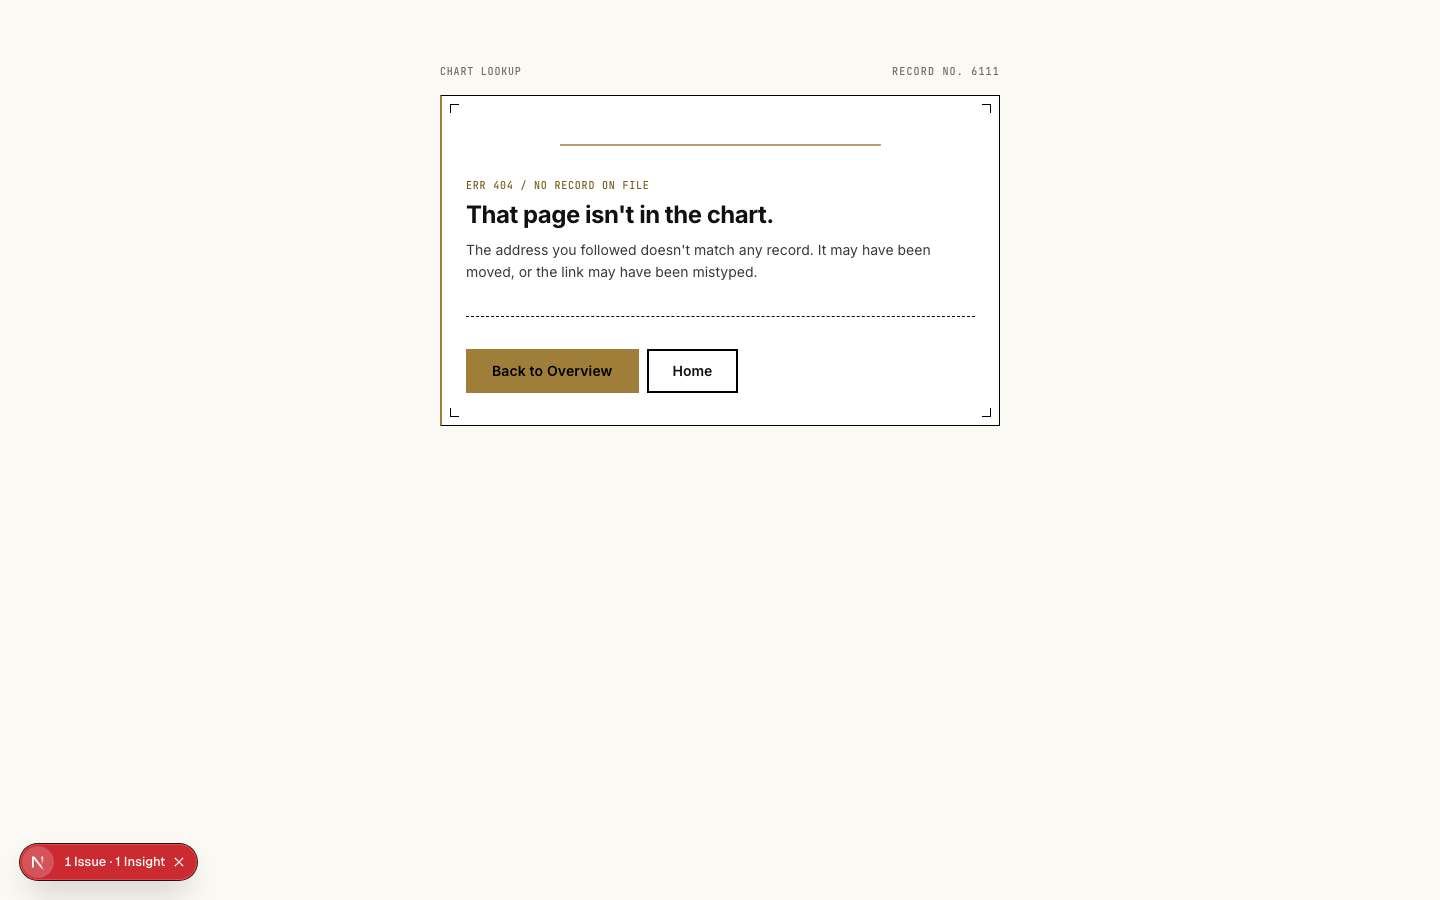 CHART LOOKUP
RECORD NO. 6111
ERR 404 / NO RECORD ON FILE
That page isn't in the chart.
The address you followed doesn't match any record. It may have been
moved, or the link may have been mistyped.
Back to Overview
Home
N 1 Issue · 1 Insight